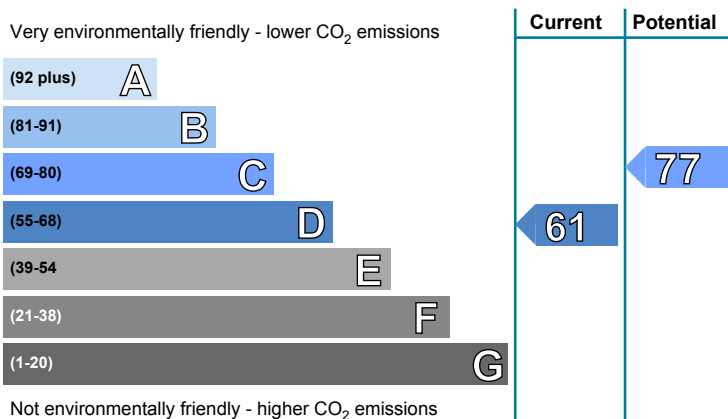 Current Potential
Very environmentally friendly - lower CO2 emissions
(92 plus) A
(81-91) B
(69-80) C
77
(55-68) D
61
(39-54 E
(21-38) F
(1-20) G
Not environmentally friendly - higher CO2 emissions